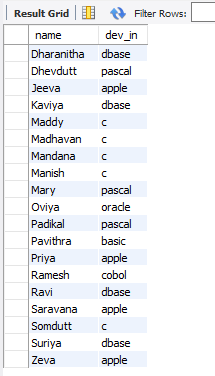 Result Grid Filter Rows:
name dev_in
Dharanitha dbase
Dhevdutt pascal
Jeeva apple
Kaviya dbase
Maddy c
Madhavan c
Mandana c
Manish c
Mary pascal
Oviya oracle
Padikal pascal
Pavithra basic
Priya apple
Ramesh cobol
Ravi dbase
Saravana apple
Somdutt c
Suriya dbase
Zeva apple